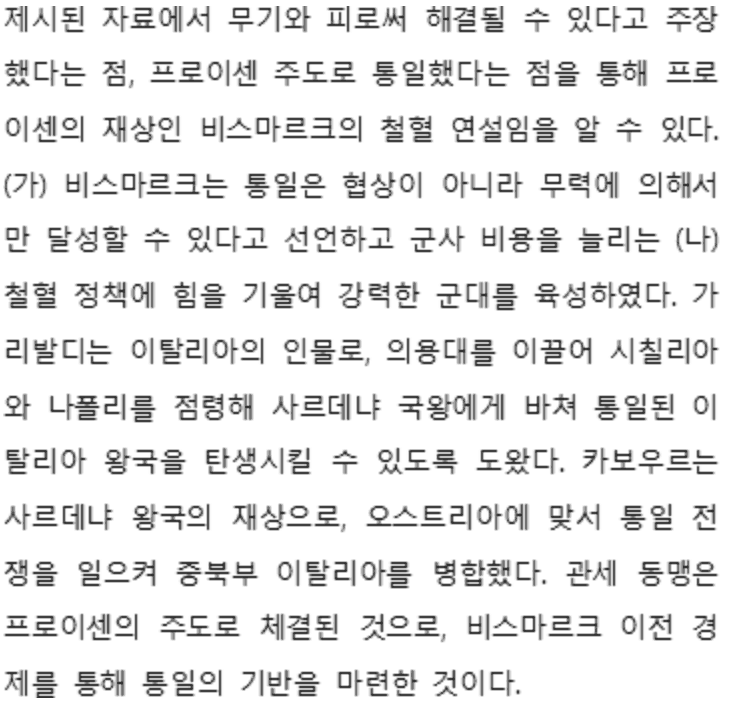 제시된 자료에서 무기와 피로써 해결될 수 있다고 주장
했다는 점, 프로이센 주도로 통일했다는 점을 통해 프로
이센의 재상인 비스마르크의 철혈 연설임을 알 수 있다.
(가) 비스마르크는 통일은 협상이 아니라 무력에 의해서
만 달성할 수 있다고 선언하고 군사 비용을 늘리는 (나)
철혈 정책에 힘을 기울여 강력한 군대를 육성하였다. 가
리발디는 이탈리아의 인물로, 의용대를 이끌어 시칠리아
와 나폴리를 점령해 사르데냐 국왕에게 바쳐 통일된 이
탈리아 왕국을 탄생시킬 수 있도록 도왔다. 카보우르는
사르데냐 왕국의 재상으로, 오스트리아에 맞서 통일 전
쟁을 일으켜 중북부 이탈리아를 병합했다. 관세 동맹은
프로이센의 주도로 체결된 것으로, 비스마르크 이전 경
제를 통해 통일의 기반을 마련한 것이다.